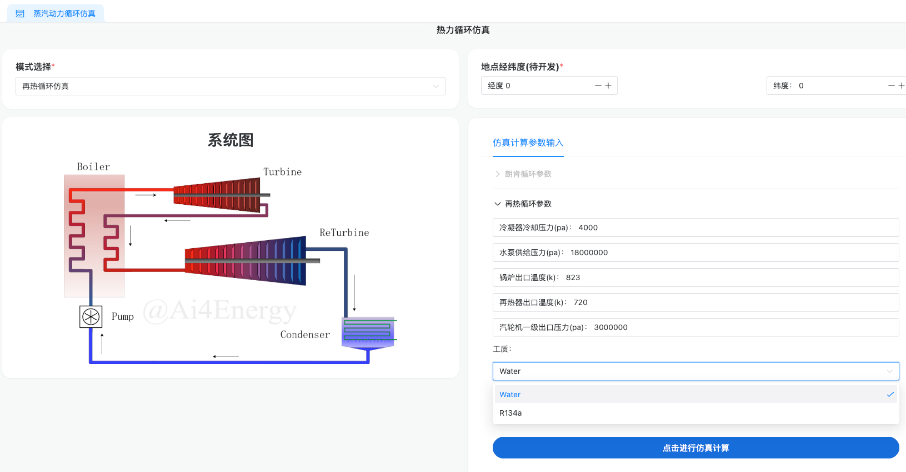 蒸汽动力循环仿真
热力循环仿真
模式选择*
再热循环仿真
地点经纬度(待开发)*
经度 0
纬度： 0
系统图
Boiler
Turbine
ReTurbine
@Ai4Energy
Pump
Condenser
仿真计算参数输入
朗肯循环参数
再热循环参数
冷凝器冷却压力(pa)： 4000
水泵供给压力(pa)： 18000000
锅炉出口温度(k)： 823
再热器出口温度(k)： 720
汽轮机一级出口压力(pa)： 3000000
工质：
Water
Water
R134a
点击进行仿真计算